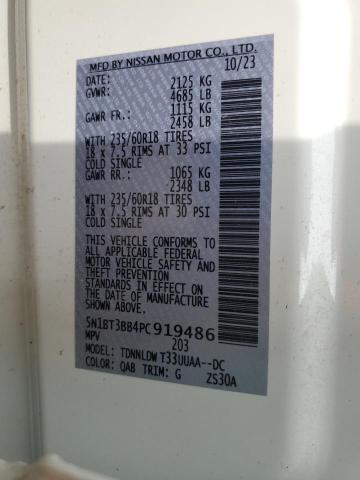 MFD BY NISSAN MOTOR CO., LTD.
DATE: 10/23
GVWR: 2125 KG
4685 LB
GAWR FR.: 1115 KG
2458 LB
WITH 235/60R18 TIRES
18 x 7.5 RIMS AT 33 PSI
COLD SINGLE
GAWR RR.: 1065 KG
2348 LB
WITH 235/60R18 TIRES
18 x 7.5 RIMS AT 30 PSI
COLD SINGLE
THIS VEHICLE CONFORMS TO
ALL APPLICABLE FEDERAL
MOTOR VEHICLE SAFETY AND
THEFT PREVENTION
STANDARDS IN EFFECT ON
THE DATE OF MANUFACTURE
SHOWN ABOVE.
5N1BT3BB4PC919486
MPV 203
MODEL: TDNNLDW T33UUAA--DC
COLOR: QAB TRIM: G ZS30A